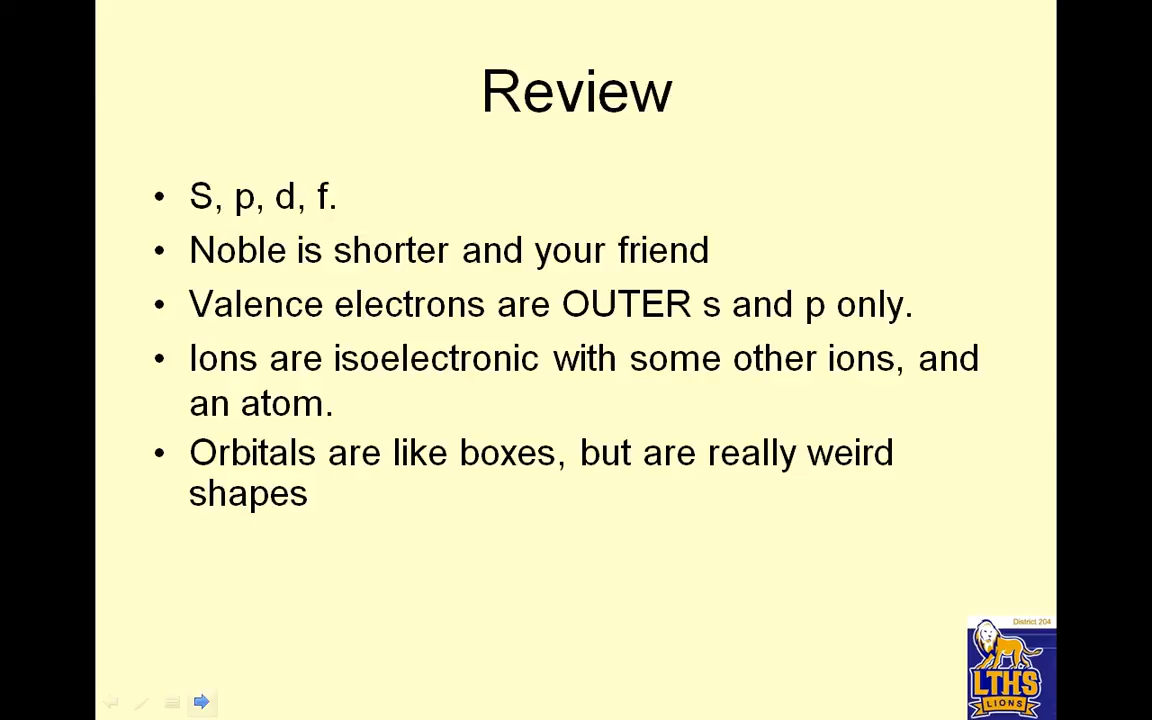 Review
• S, p, d, f.
• Noble is shorter and your friend
• Valence electrons are OUTER s and p only.
• Ions are isoelectronic with some other ions, and
an atom.
• Orbitals are like boxes, but are really weird
shapes
District 204
LTHS
LIONS